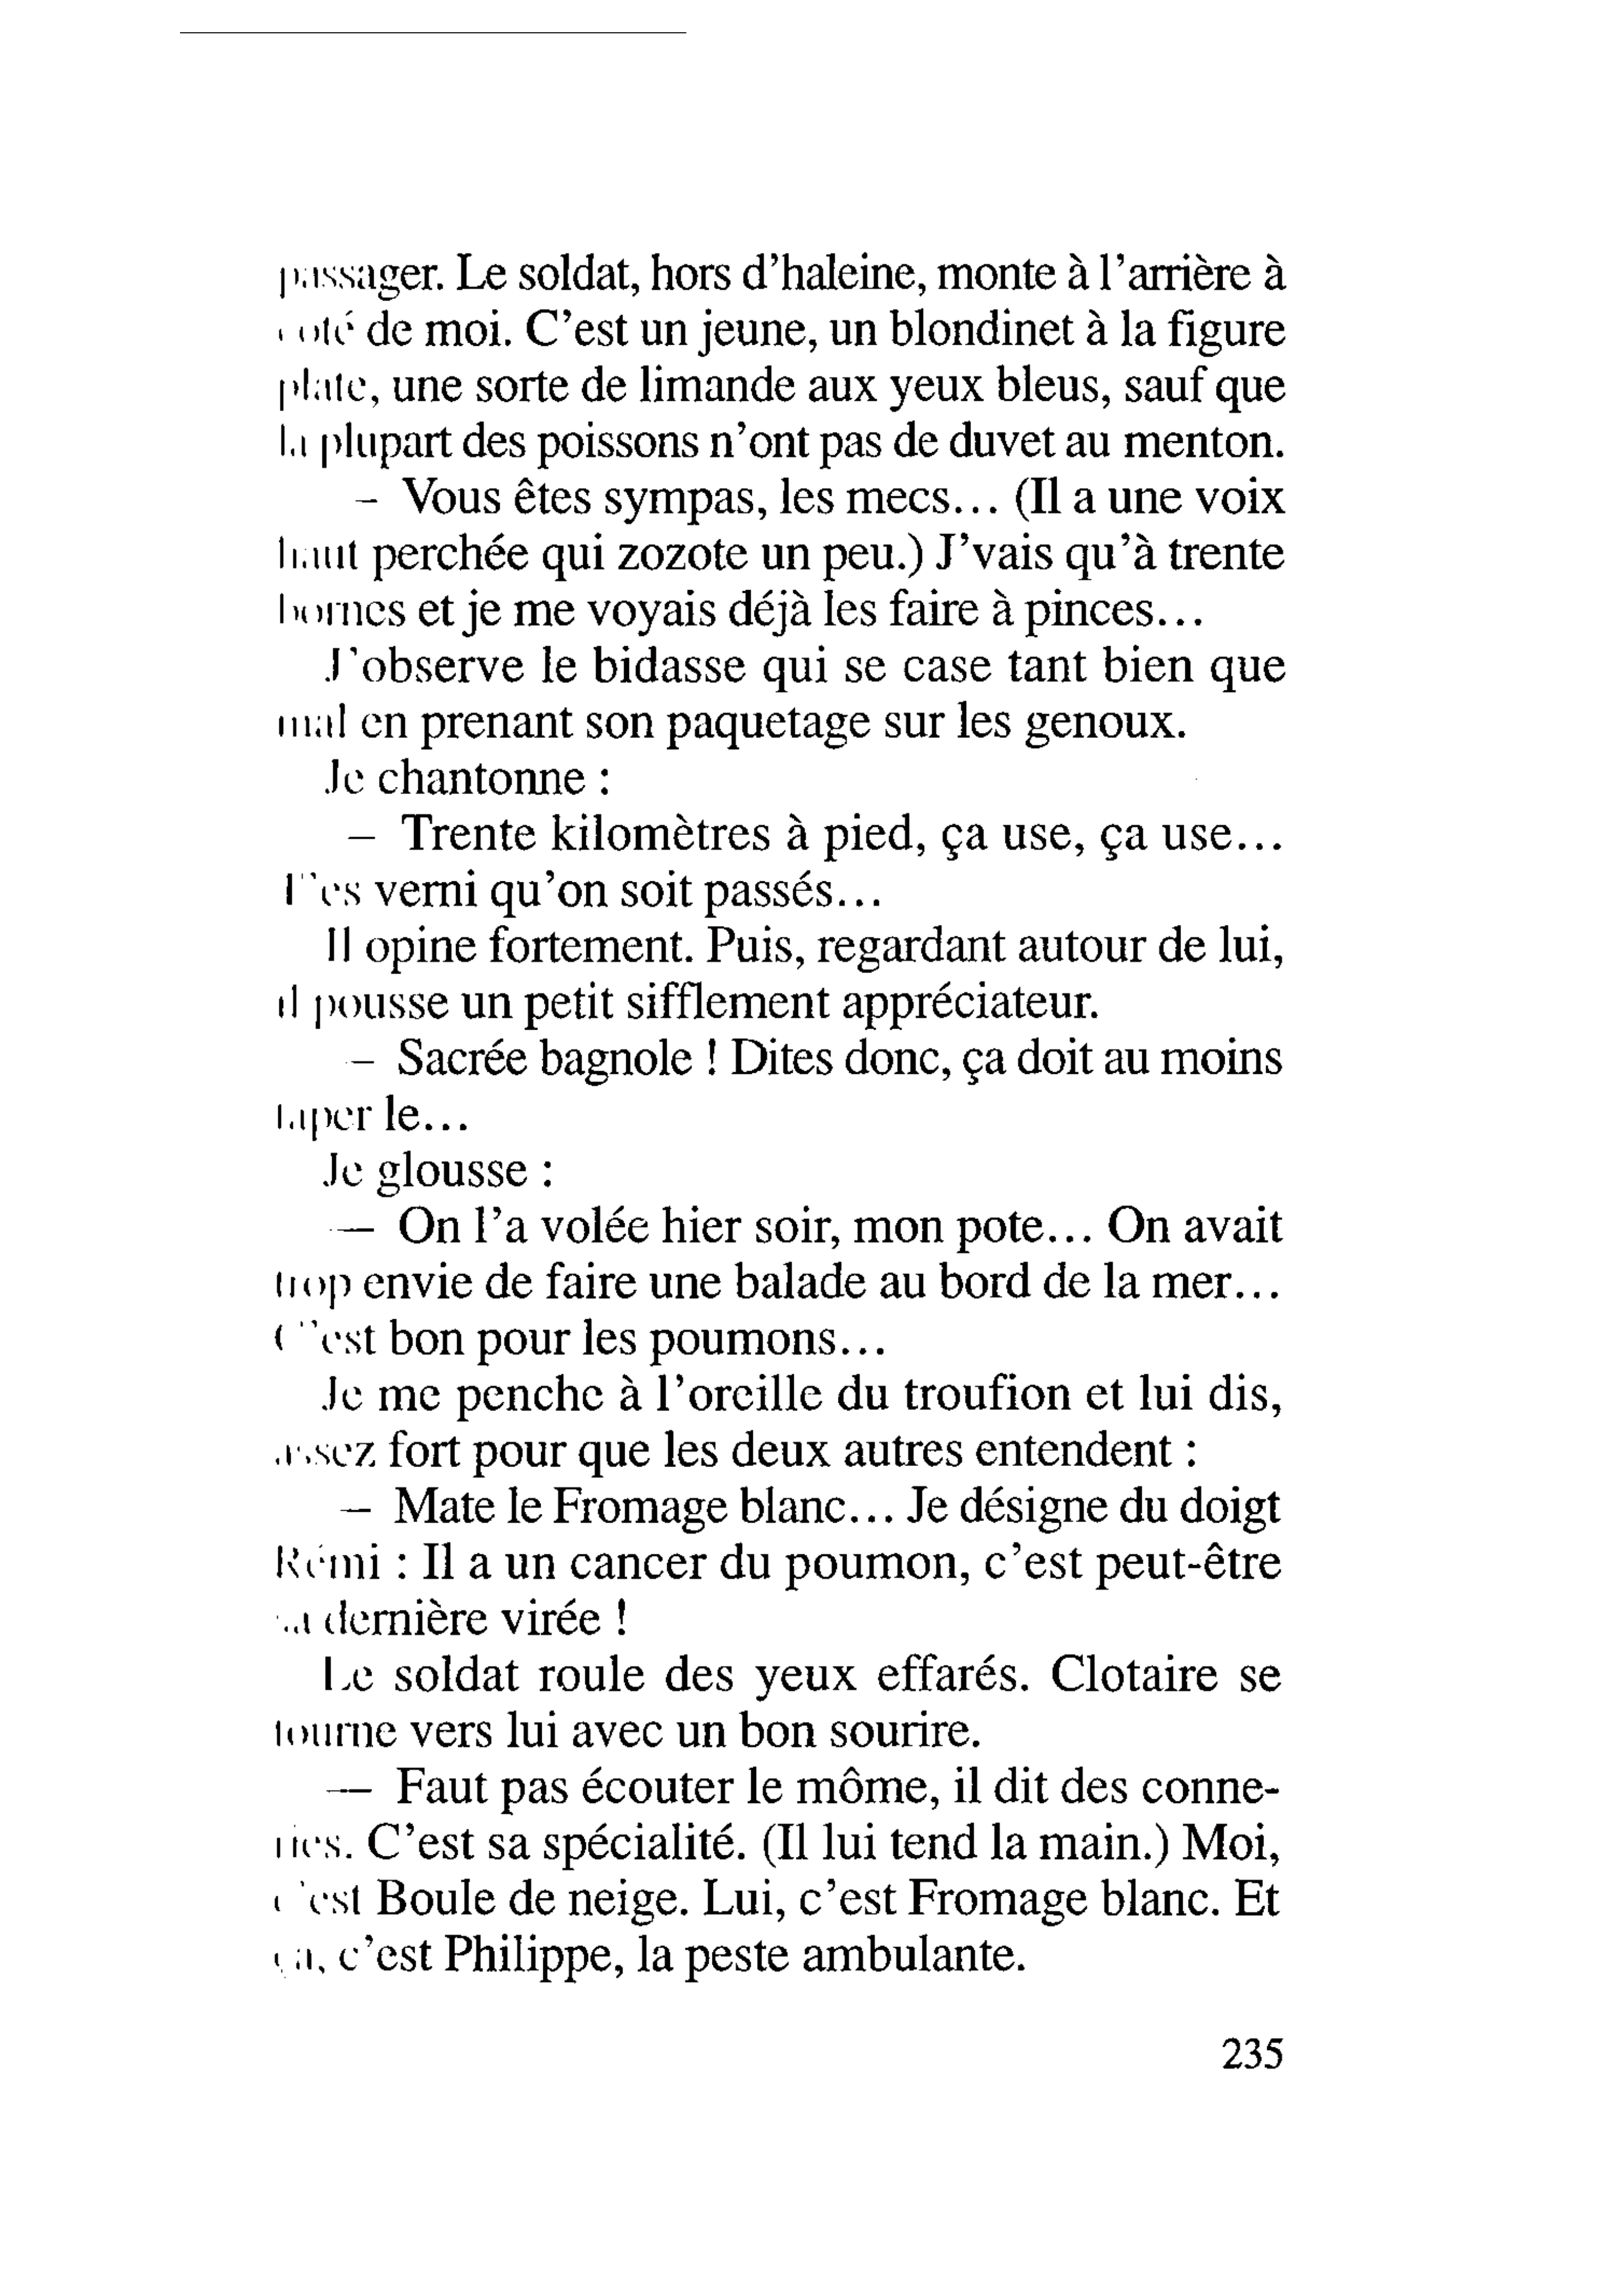 passager. Le soldat, hors d'haleine, monte à l'arrière à
côté de moi. C'est un jeune, un blondinet à la figure
plate, une sorte de limande aux yeux bleus, sauf que
la plupart des poissons n'ont pas de duvet au menton.
– Vous êtes sympas, les mecs... (Il a une voix
haut perchée qui zozote un peu.) J'vais qu'à trente
bornes et je me voyais déjà les faire à pinces...
J'observe le bidasse qui se case tant bien que
mal en prenant son paquetage sur les genoux.
Je chantonne :
– Trente kilomètres à pied, ça use, ça use...
T'es verni qu'on soit passés...
Il opine fortement. Puis, regardant autour de lui,
il pousse un petit sifflement appréciateur.
– Sacrée bagnole ! Dites donc, ça doit au moins
taper le...
Je glousse :
— On l'a volée hier soir, mon pote... On avait
trop envie de faire une balade au bord de la mer...
C'est bon pour les poumons...
Je me penche à l'oreille du troufion et lui dis,
assez fort pour que les deux autres entendent :
– Mate le Fromage blanc... Je désigne du doigt
Rémi : Il a un cancer du poumon, c'est peut-être
sa dernière virée !
Le soldat roule des yeux effarés. Clotaire se
tourne vers lui avec un bon sourire.
— Faut pas écouter le môme, il dit des conne-
ries. C'est sa spécialité. (Il lui tend la main.) Moi,
c'est Boule de neige. Lui, c'est Fromage blanc. Et
ça, c'est Philippe, la peste ambulante.
235